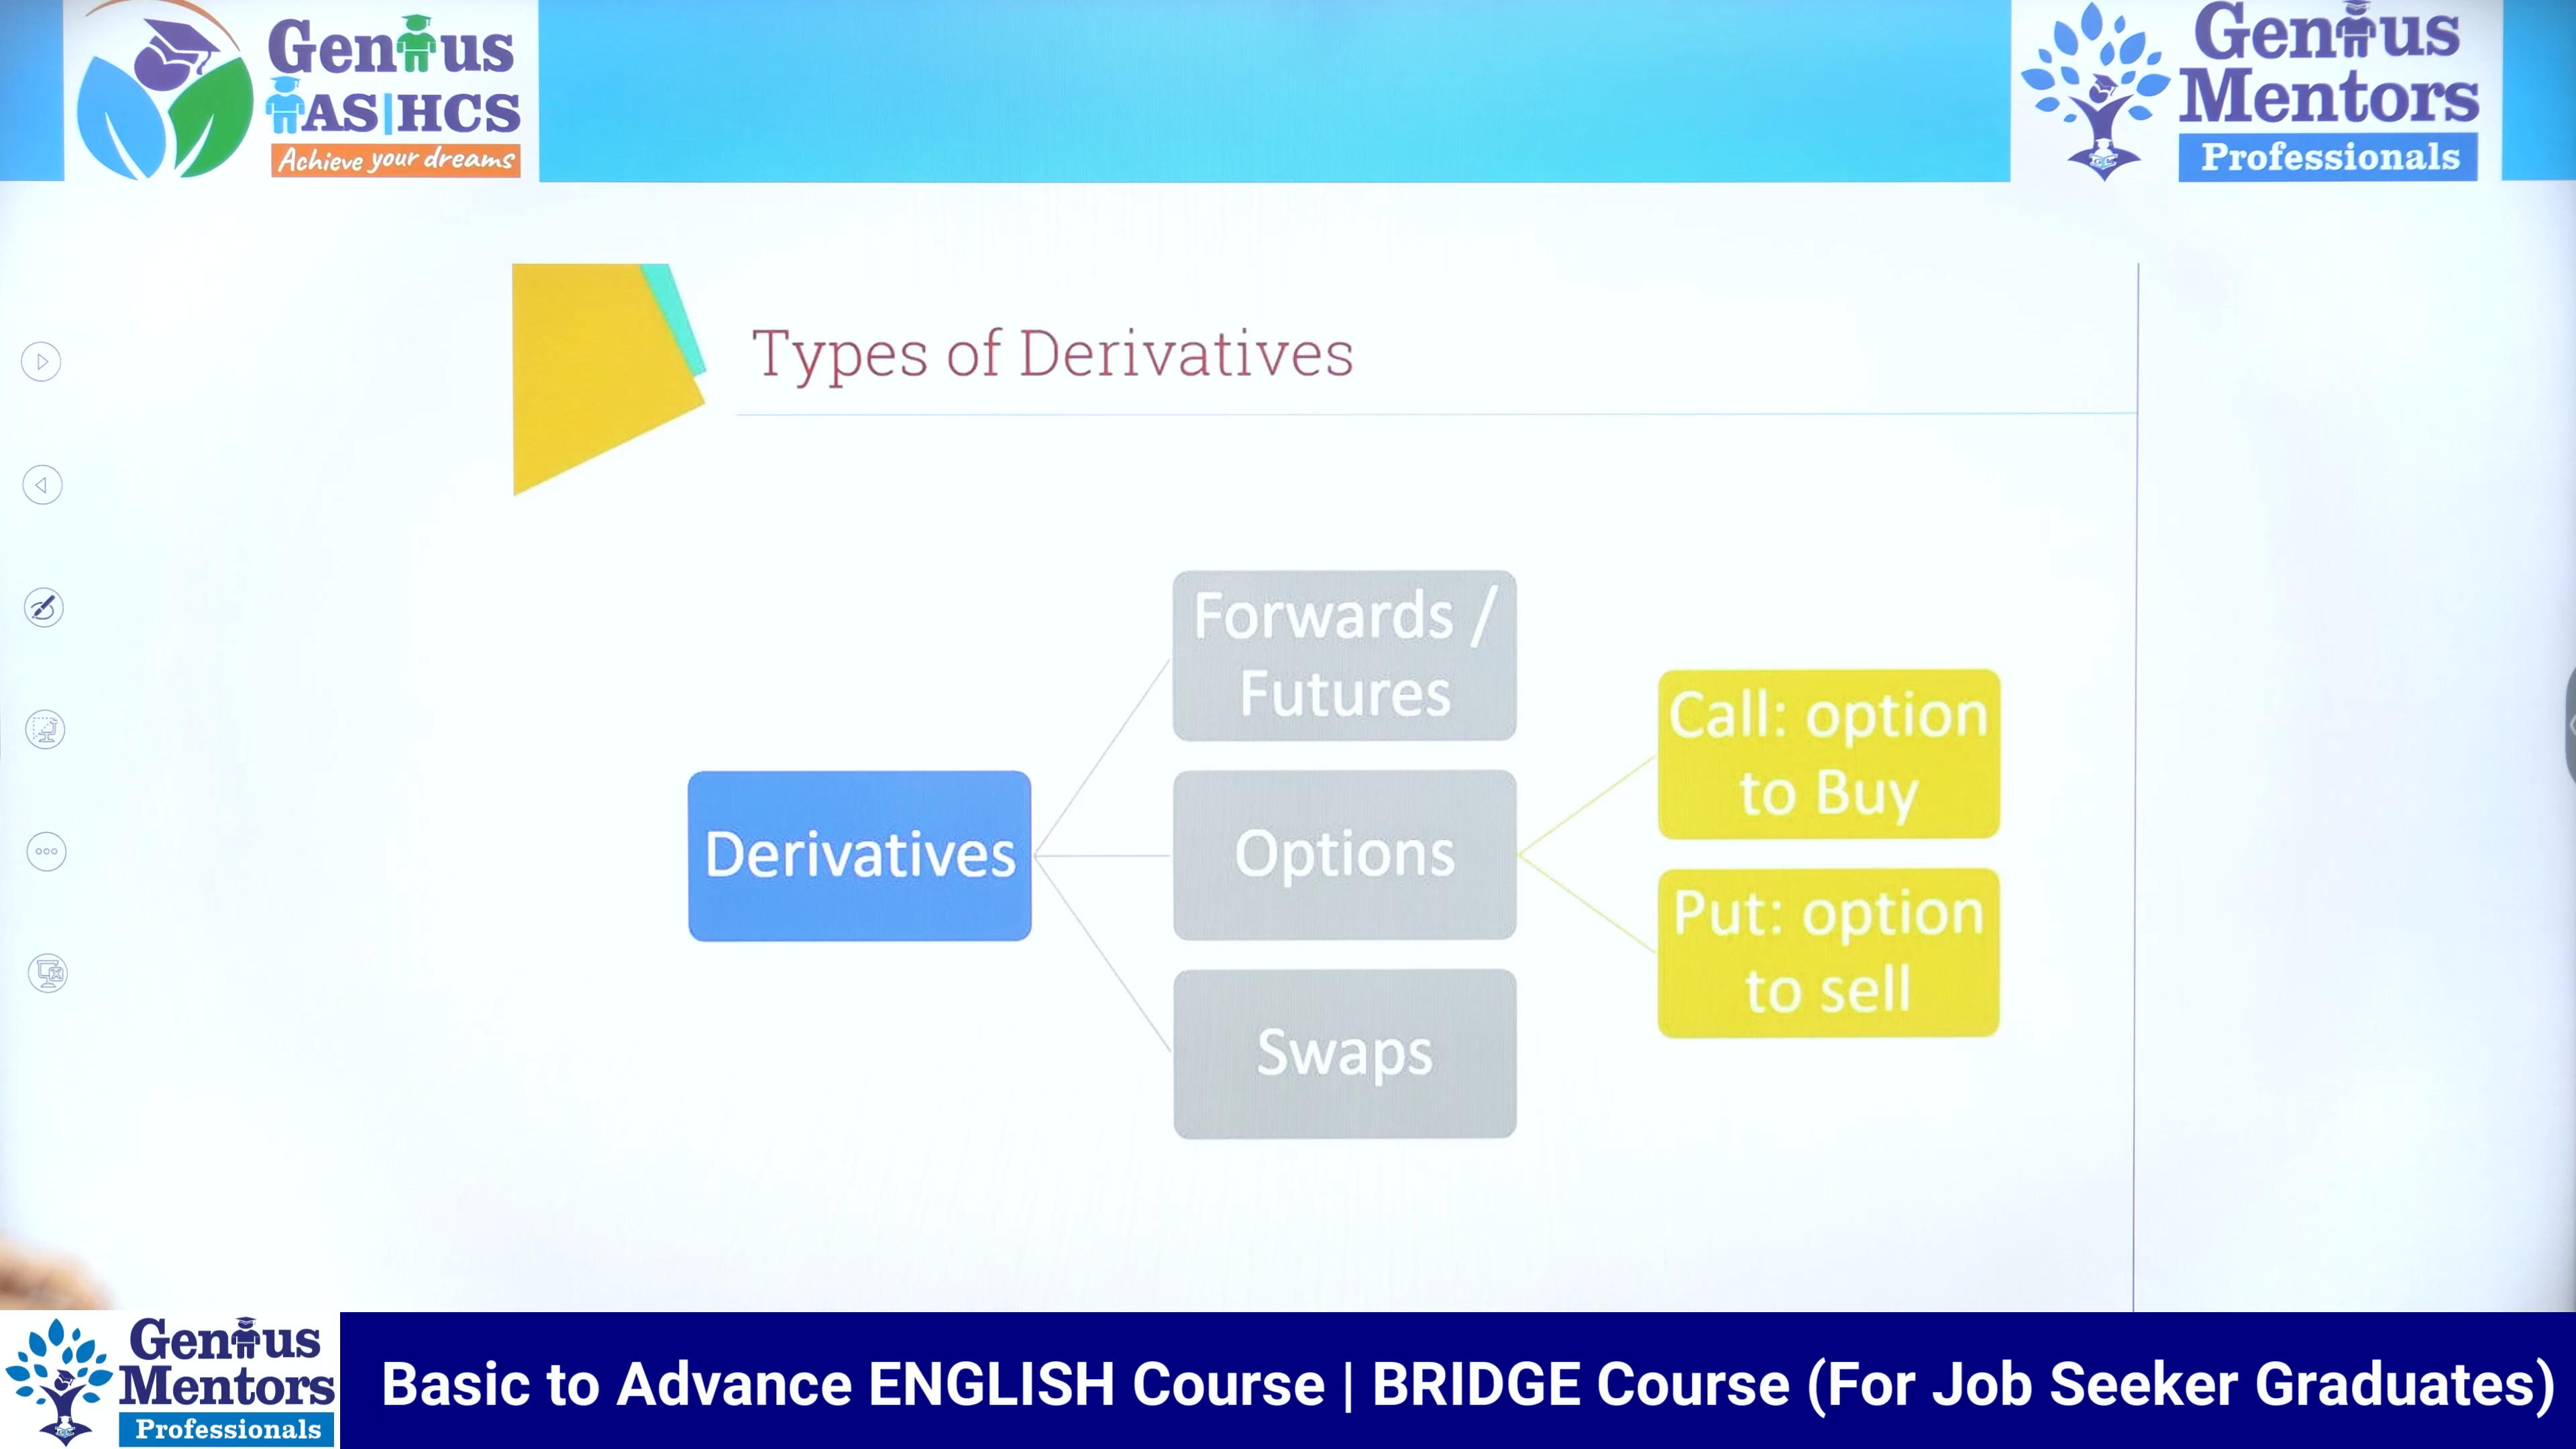 Genius
IAS|HCS
Achieve your dreams
Genius
Mentors
Professionals
Types of Derivatives
Forwards /
Futures
Call: option
to Buy
Derivatives
Options
Put: option
to sell
Swaps
Genius
Mentors
Professionals
Basic to Advance ENGLISH Course | BRIDGE Course (For Job Seeker Graduates)